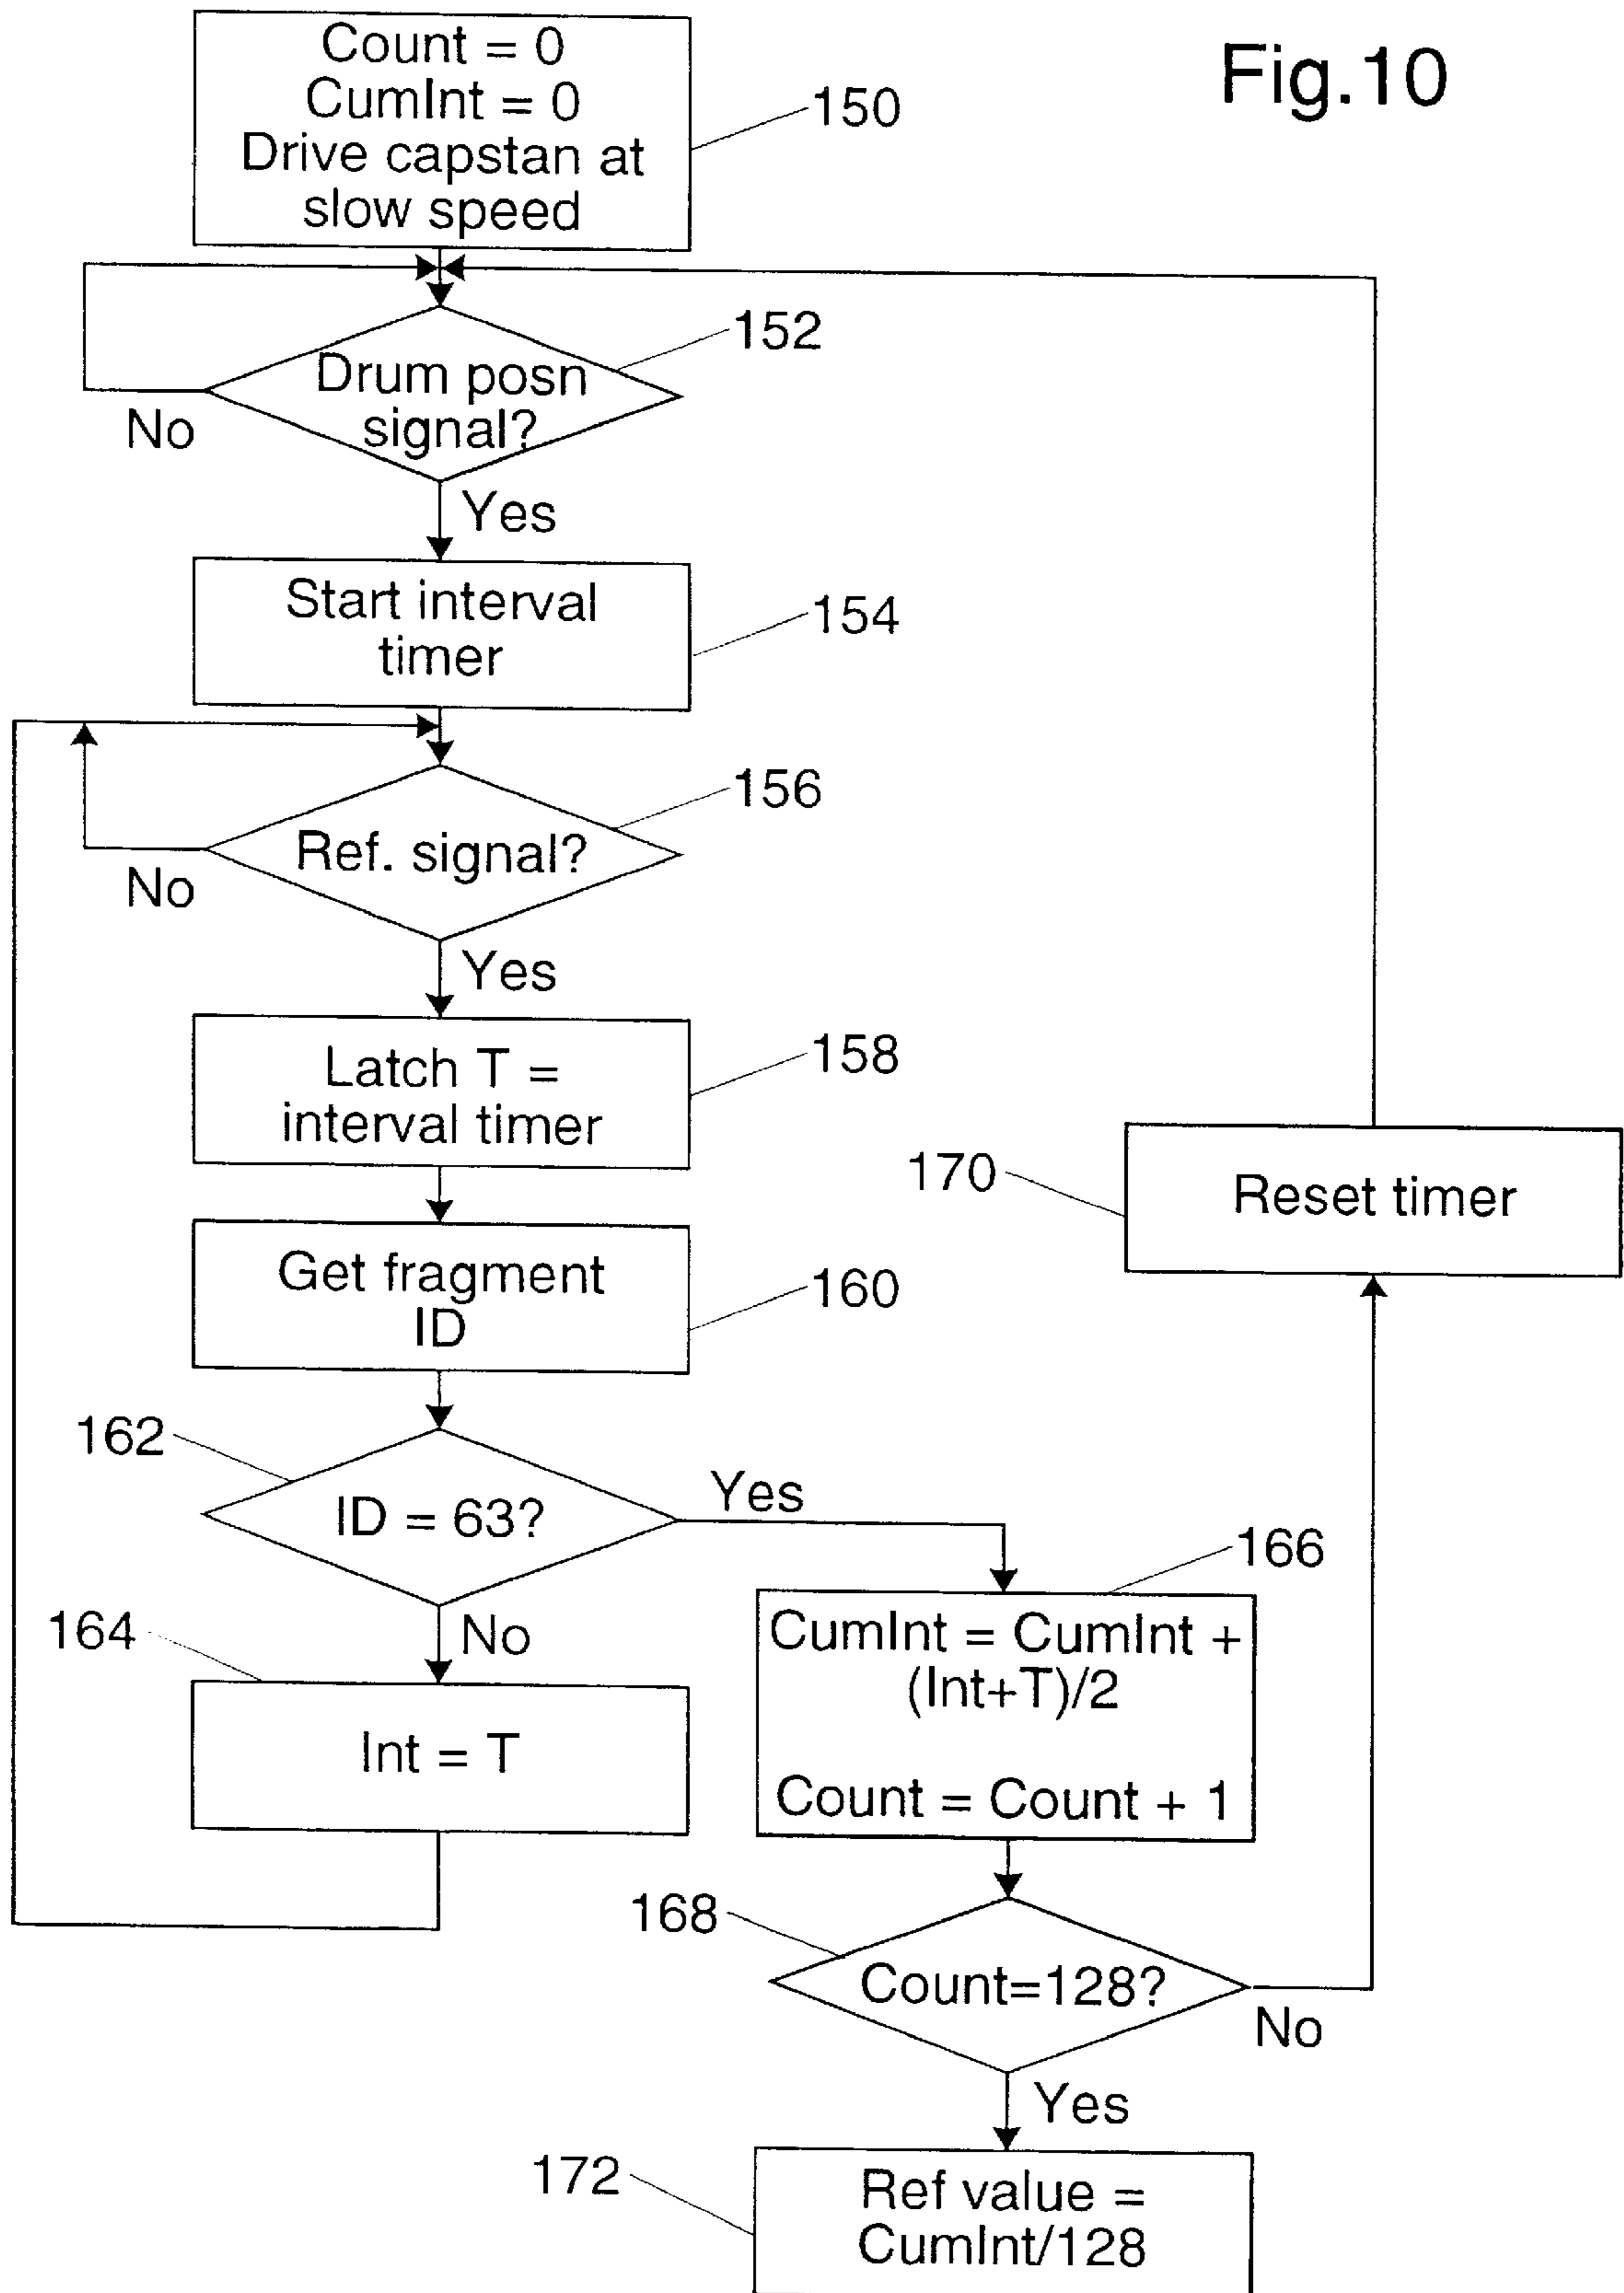 Fig.10
Count = 0
CumInt = 0
Drive capstan at
slow speed
150
152
Drum posn
signal?
No
Yes
Start interval
timer
154
156
Ref. signal?
No
Yes
Latch T =
interval timer
158
Get fragment
ID
160
162
ID = 63?
Yes
No
164
Int = T
166
CumInt = CumInt +
(Int+T)/2
Count = Count + 1
168
Count=128?
No
Yes
170
Reset timer
172
Ref value =
CumInt/128